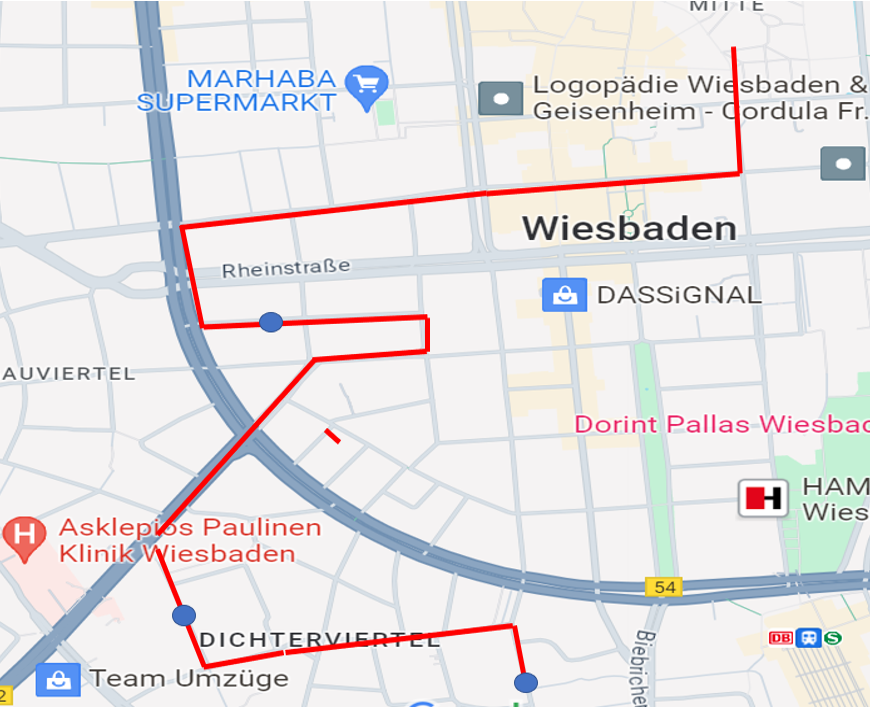 MITTE
MARHABA
SUPERMARKT
Logopädie Wiesbaden &
Geisenheim - Cordula Fr.
Wiesbaden
Rheinstraße
DASSiGNAL
AUVIERTEL
Dorint Pallas Wiesbad
H
HAM
Wies
H
Asklepios Paulinen
Klinik Wiesbaden
54
DICHTERVIERTEL
Biebricher
DB
S
Team Umzüge
2